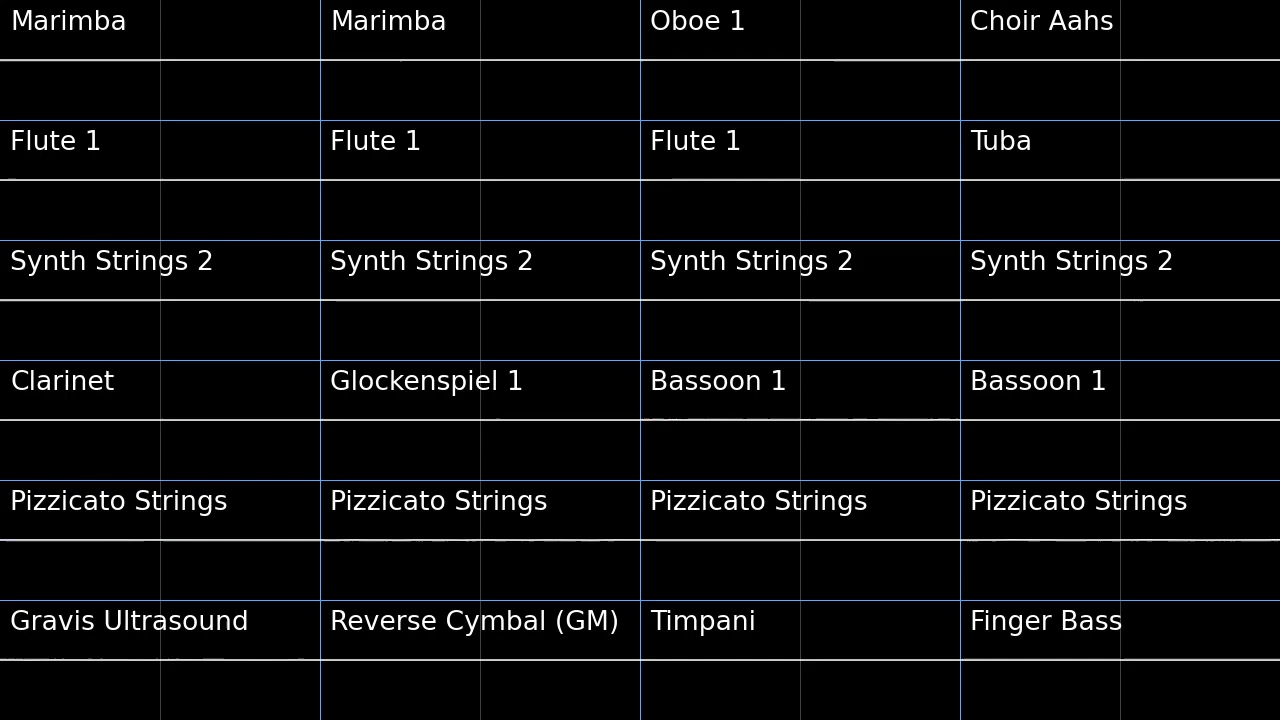 Marimba
Marimba
Oboe 1
Choir Aahs
Flute 1
Flute 1
Flute 1
Tuba
Synth Strings 2
Synth Strings 2
Synth Strings 2
Synth Strings 2
Clarinet
Glockenspiel 1
Bassoon 1
Bassoon 1
Pizzicato Strings
Pizzicato Strings
Pizzicato Strings
Pizzicato Strings
Gravis Ultrasound
Reverse Cymbal (GM)
Timpani
Finger Bass